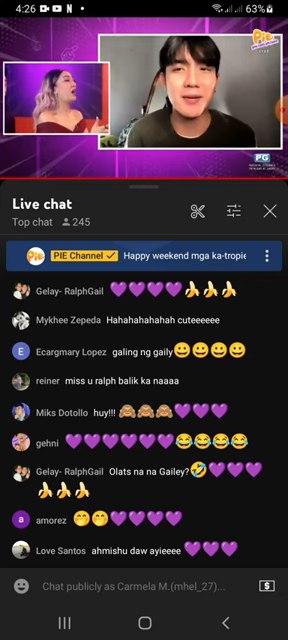 4:26
63%
PIE
PG
Live chat
Top chat 245
PIE Channel Happy weekend mga ka-tropie
Gelay- RalphGail 💜💜💜💜🍌🍌🍌
Mykhee Zepeda Hahahahahahah cuteeeeee
E Ecargmary Lopez galing ng gaily😀😀😀😀
reiner miss u ralph balik ka naaaa
Miks Dotollo huy!!! 🙈🙈🙈💜💜💜
gehni 💜💜💜💜💜💜😂😂😂😂
Gelay- RalphGail Olats na na Gailey?🤣💜💜💜
🍌🍌🍌
a amorez 🤭🤭💜💜💜💜
Love Santos ahmishu daw ayieeee 💜💜💜
Chat publicly as Carmela M.(mhel_27)...